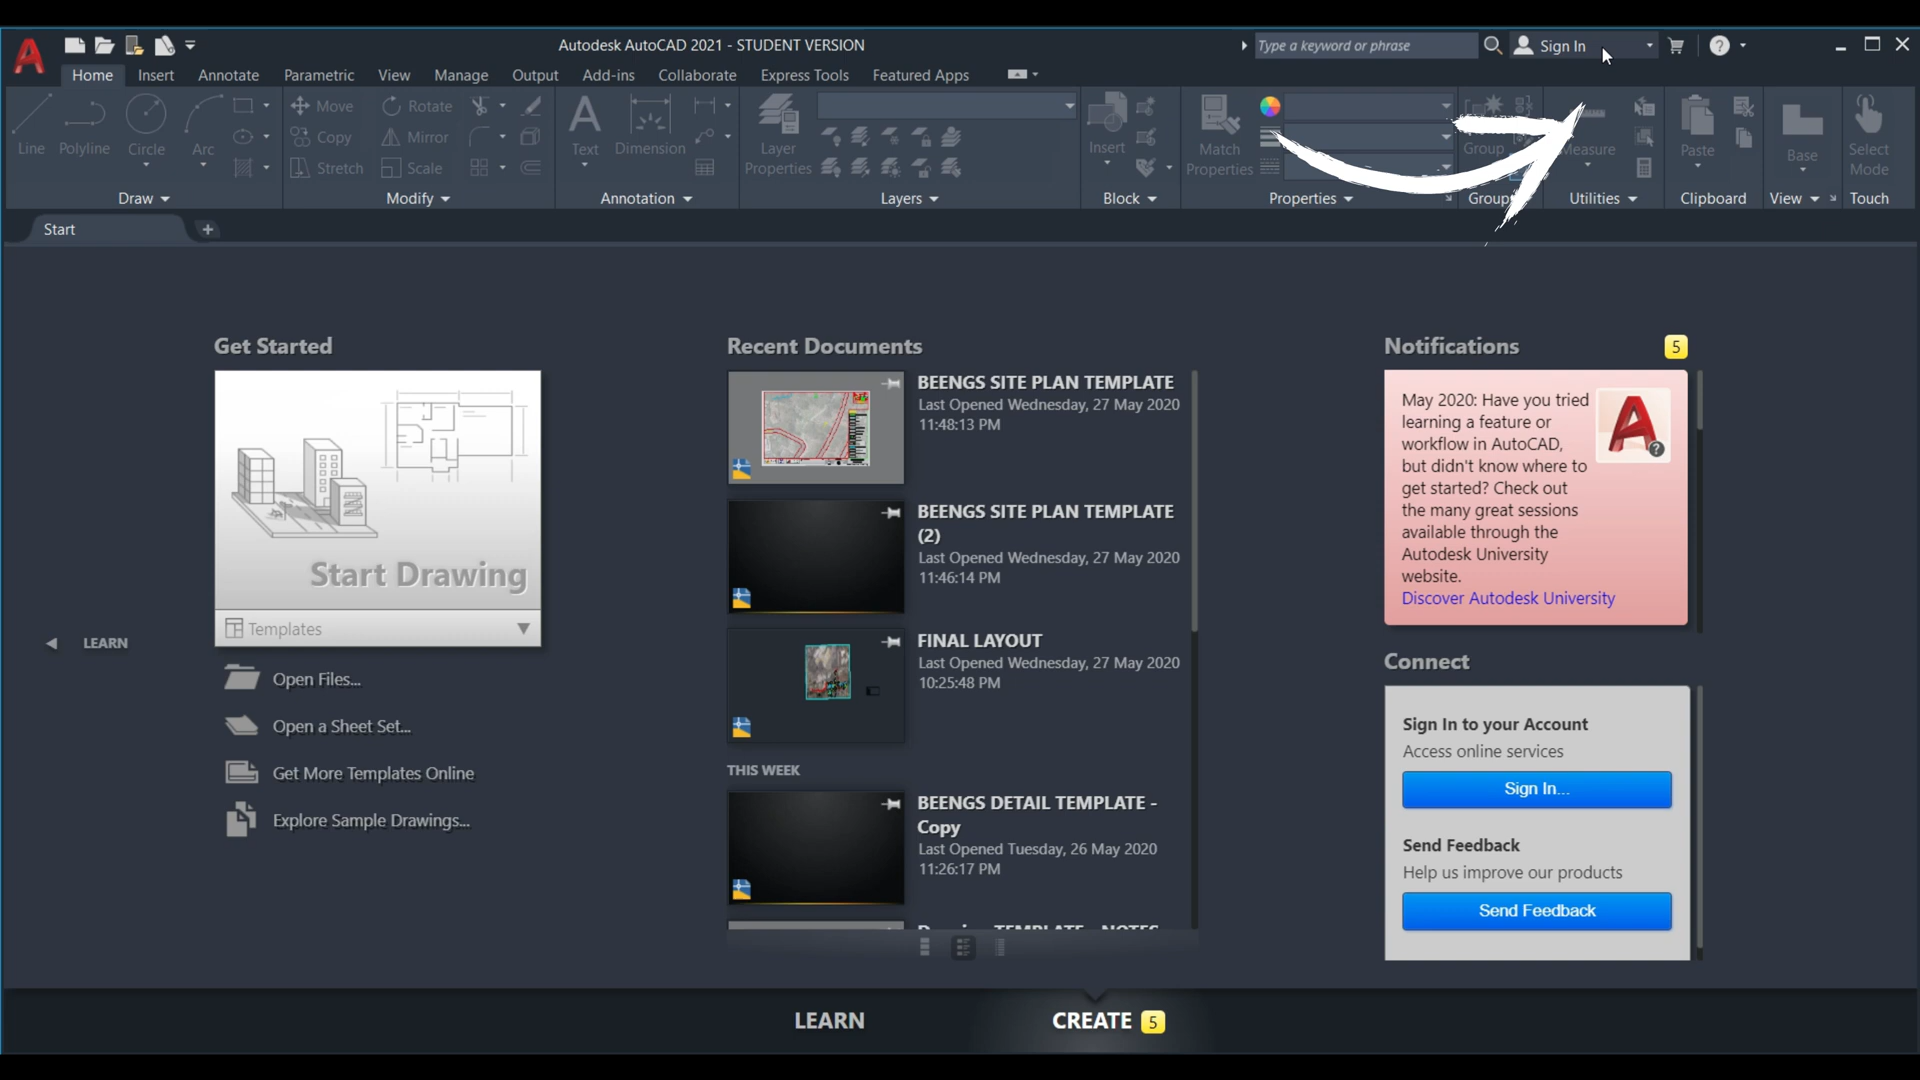 Autodesk AutoCAD 2021 - STUDENT VERSION
Type a keyword or phrase
Sign In
Home Insert Annotate Parametric View Manage Output Add-ins Collaborate Express Tools Featured Apps
Line
Polyline
Circle
Arc
Draw
Move
Rotate
Copy
Mirror
Stretch
Scale
Modify
Text
Dimension
Annotation
Layer
Properties
Layers
Insert
Block
Match
Properties
Properties
Group
Groups
Measure
Utilities
Paste
Clipboard
Base
View
Select
Mode
Touch
Start
LEARN
Get Started
Start Drawing
Templates
Open Files...
Open a Sheet Set...
Get More Templates Online
Explore Sample Drawings...
Recent Documents
BEENGS SITE PLAN TEMPLATE
Last Opened Wednesday, 27 May 2020
11:48:13 PM
BEENGS SITE PLAN TEMPLATE
(2)
Last Opened Wednesday, 27 May 2020
11:46:14 PM
FINAL LAYOUT
Last Opened Wednesday, 27 May 2020
10:25:48 PM
THIS WEEK
BEENGS DETAIL TEMPLATE -
Copy
Last Opened Tuesday, 26 May 2020
11:26:17 PM
Notifications 5
May 2020: Have you tried
learning a feature or
workflow in AutoCAD,
but didn't know where to
get started? Check out
the many great sessions
available through the
Autodesk University
website.
Discover Autodesk University
Connect
Sign In to your Account
Access online services
Sign In...
Send Feedback
Help us improve our products
Send Feedback
LEARN
CREATE 5